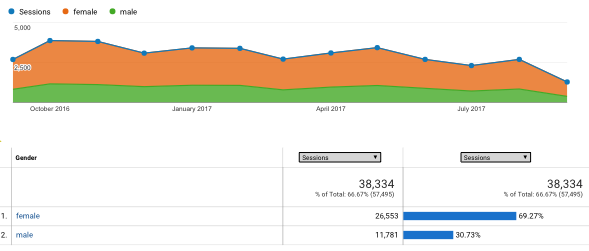 Sessions female male
5,000
2,500
October 2016 January 2017 April 2017 July 2017
Gender Sessions Sessions
38,334 38,334
% of Total: 66.67% (57,495) % of Total: 66.67% (57,495)
1. female 26,553 69.27%
2. male 11,781 30.73%